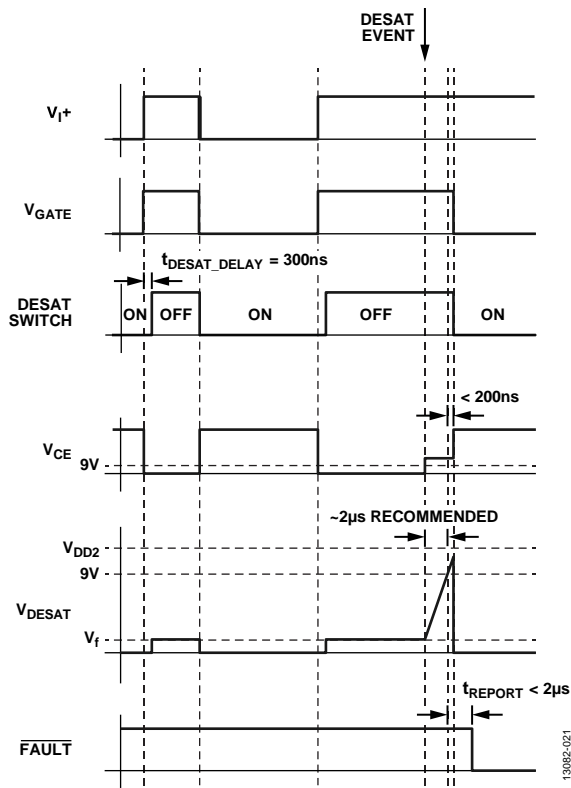 DESAT
EVENT
VI+
VGATE
tDESAT_DELAY = 300ns
DESAT
SWITCH
ON
OFF
ON
OFF
ON
< 200ns
VCE
9V
~2µs RECOMMENDED
VDD2
9V
VDESAT
Vf
tREPORT < 2µs
FAULT
13082-021